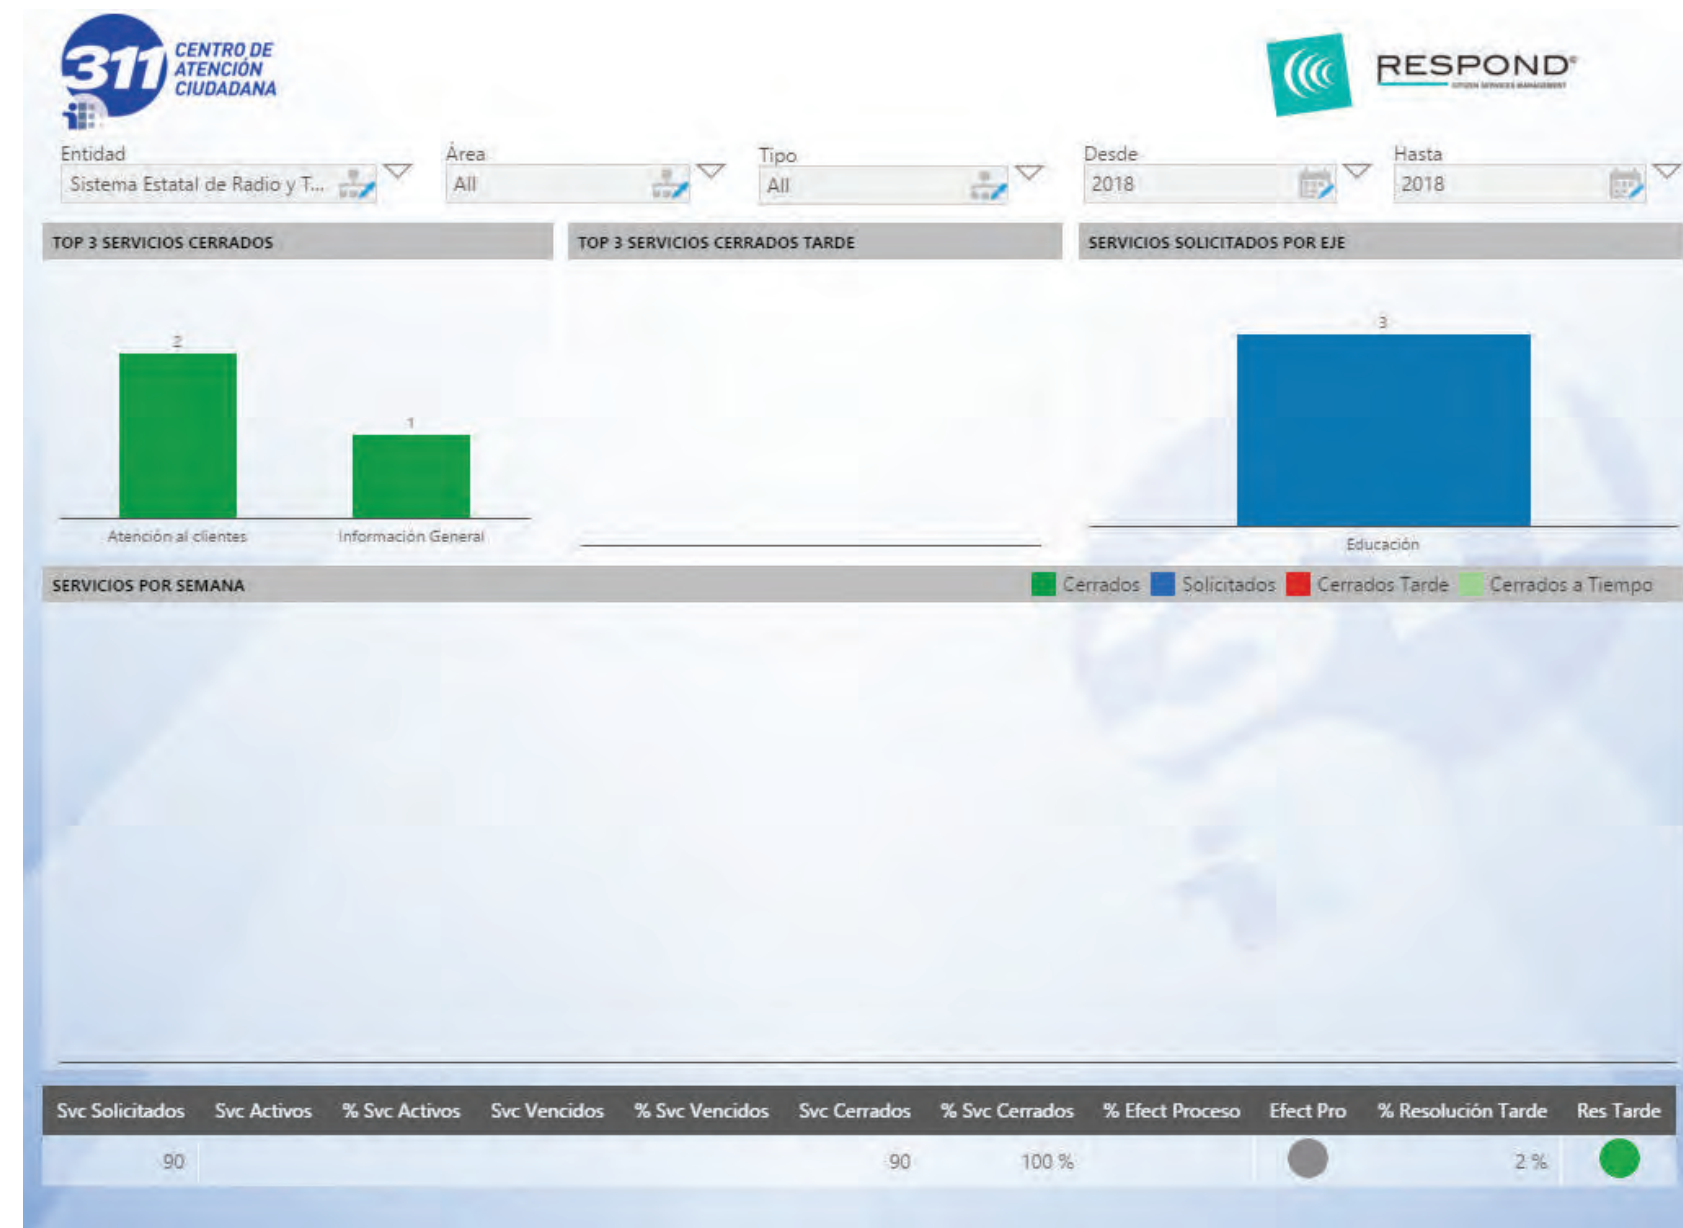 311 CENTRO DE
ATENCIÓN
CIUDADANA
RESPOND®
CITIZEN SERVICES MANAGEMENT
Entidad
Sistema Estatal de Radio y T...
Área
All
Tipo
All
Desde
2018
Hasta
2018
TOP 3 SERVICIOS CERRADOS
TOP 3 SERVICIOS CERRADOS TARDE
SERVICIOS SOLICITADOS POR EJE
2
1
Atención al clientes
Información General
3
Educación
SERVICIOS POR SEMANA
Cerrados Solicitados Cerrados Tarde Cerrados a Tiempo
Svc Solicitados Svc Activos % Svc Activos Svc Vencidos % Svc Vencidos Svc Cerrados % Svc Cerrados % Efect Proceso Efect Pro % Resolución Tarde Res Tarde
90 90 100 % 2 %